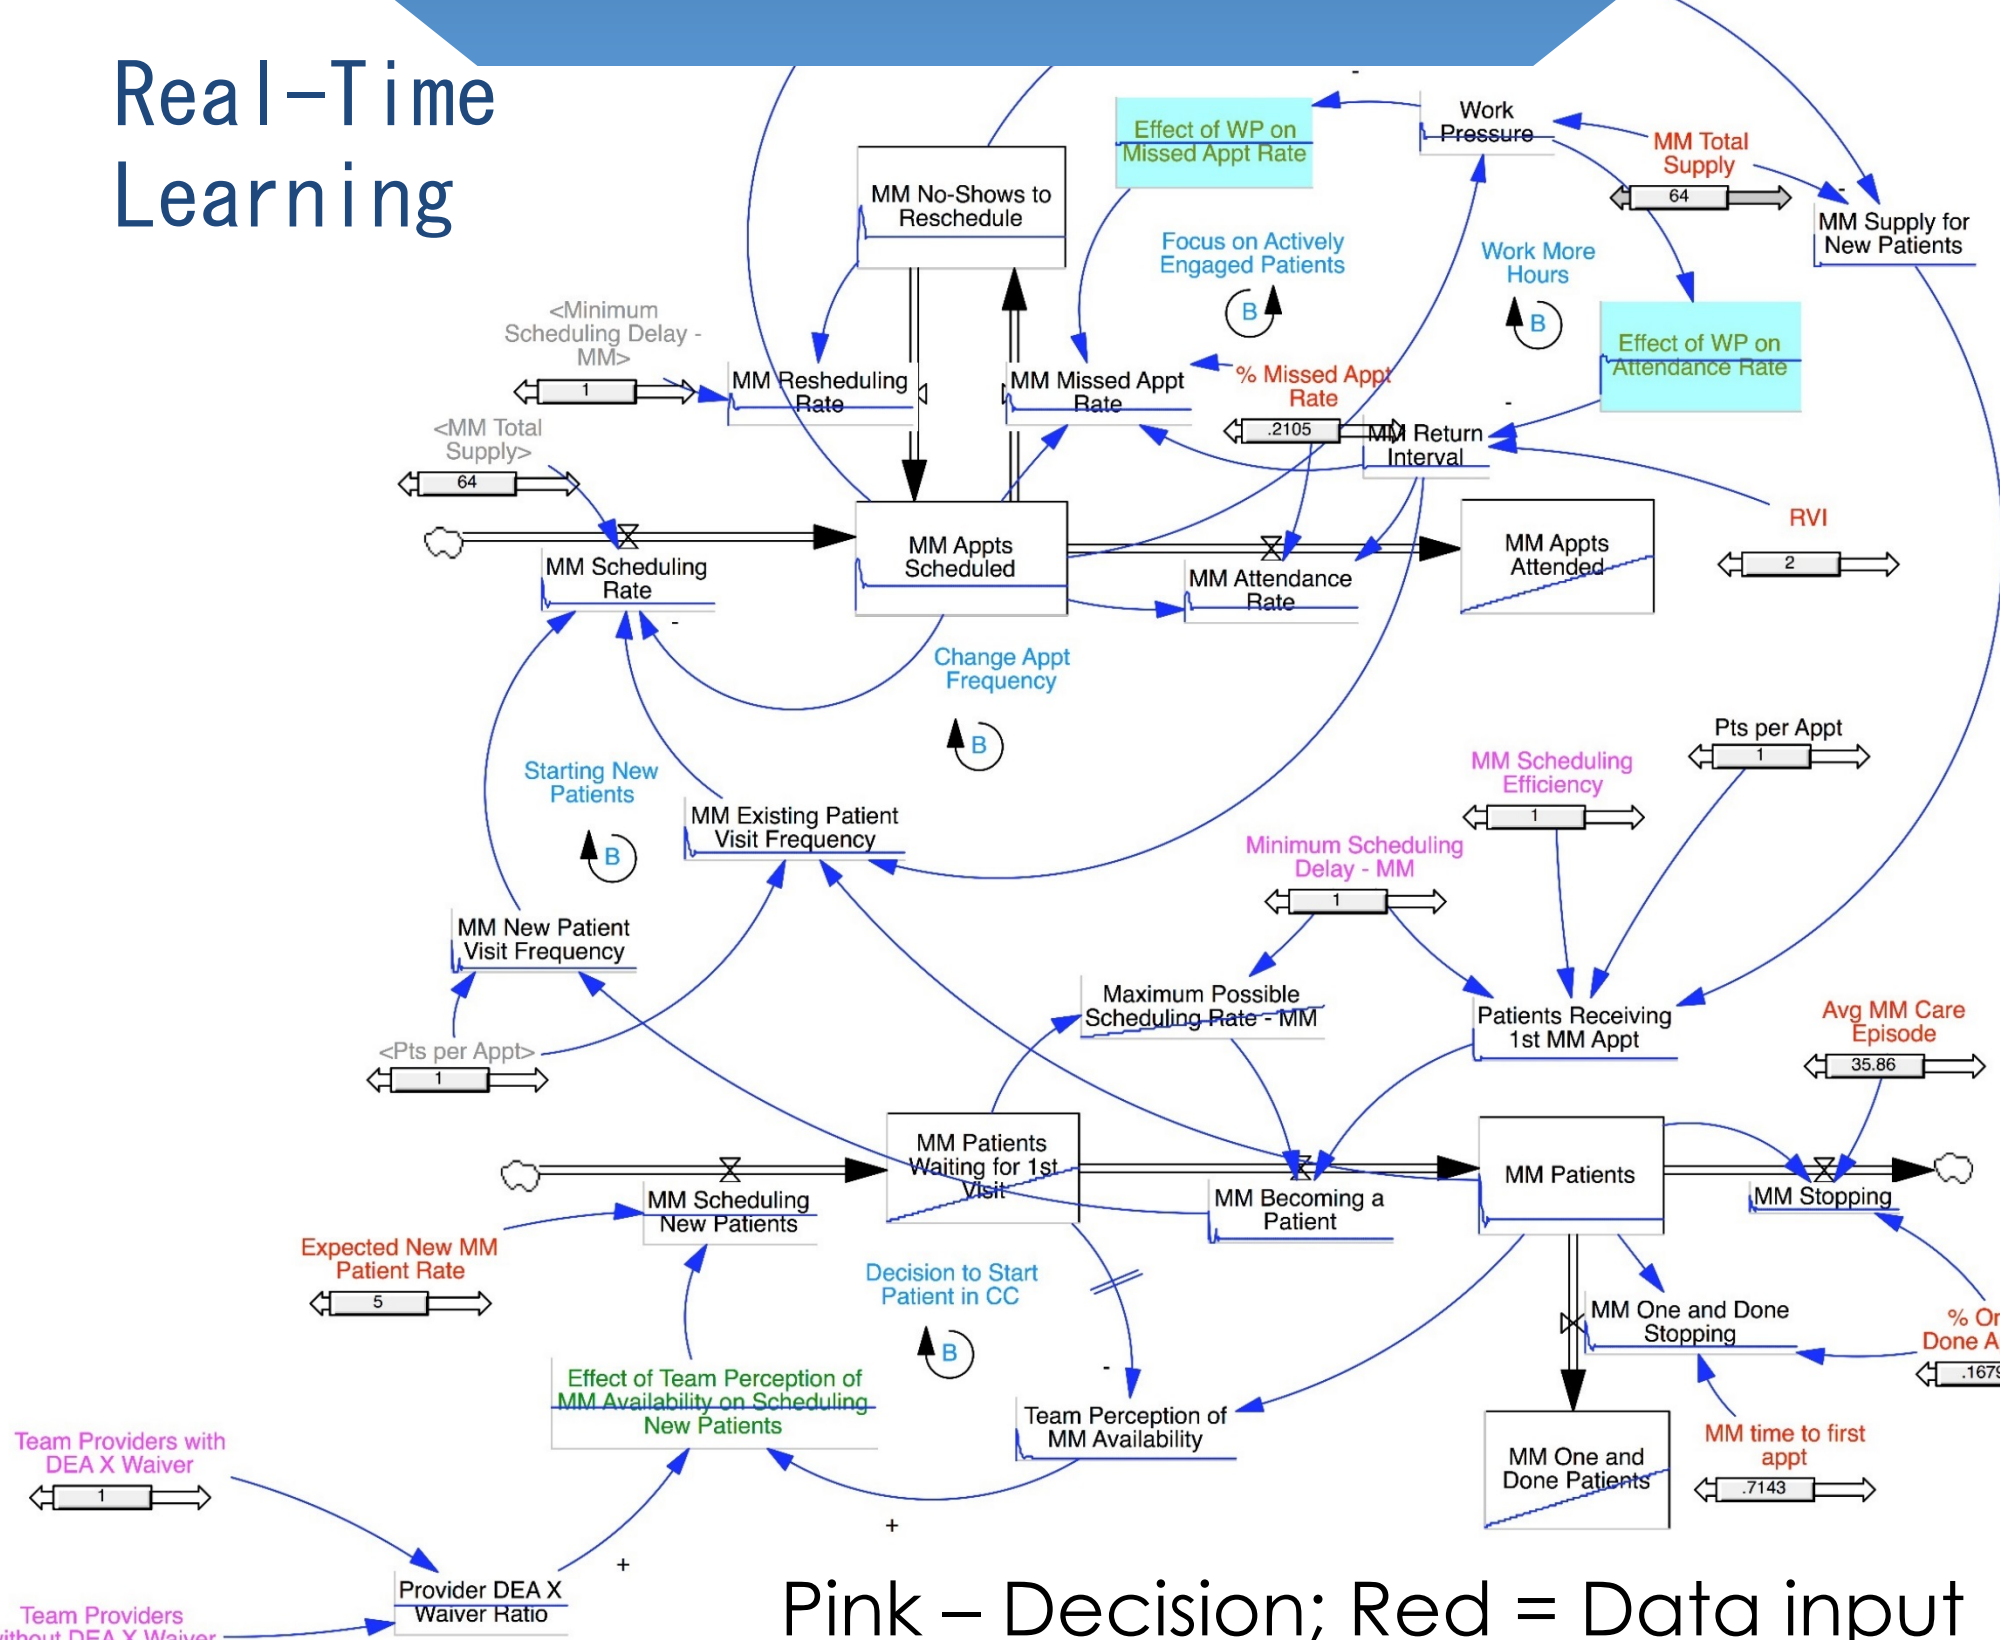 Real-Time
Learning
MM No-Shows to
Reschedule
Effect of WP on
Missed Appt Rate
-
Work
Pressure
MM Total
Supply
64
-
MM Supply for
New Patients
Focus on Actively
Engaged Patients
B
Work More
Hours
B
Effect of WP on
Attendance Rate
<Minimum
Scheduling Delay -
MM>
1
MM Resheduling
Rate
MM Missed Appt
Rate
% Missed Appt
Rate
.2105
-
MM Return
Interval
<MM Total
Supply>
64
RVI
2
MM Scheduling
Rate
-
MM Appts
Scheduled
MM Attendance
Rate
MM Appts
Attended
Change Appt
Frequency
B
Pts per Appt
1
MM Scheduling
Efficiency
1
Starting New
Patients
B
MM Existing Patient
Visit Frequency
Minimum Scheduling
Delay - MM
1
MM New Patient
Visit Frequency
Maximum Possible
Scheduling Rate - MM
Patients Receiving
1st MM Appt
Avg MM Care
Episode
35.86
<Pts per Appt>
1
MM Patients
Waiting for 1st
Visit
MM Patients
MM Scheduling
New Patients
MM Becoming a
Patient
MM Stopping
Expected New MM
Patient Rate
5
Decision to Start
Patient in CC
B
MM One and Done
Stopping
%
Done
.1679
-
Effect of Team Perception of
MM Availability on Scheduling
New Patients
Team Perception of
MM Availability
MM time to first
appt
.7143
Team Providers with
DEA X Waiver
1
MM One and
Done Patients
+
+
Provider DEA X
Waiver Ratio
Team Providers
without DEA X Waiver
Pink – Decision; Red = Data input